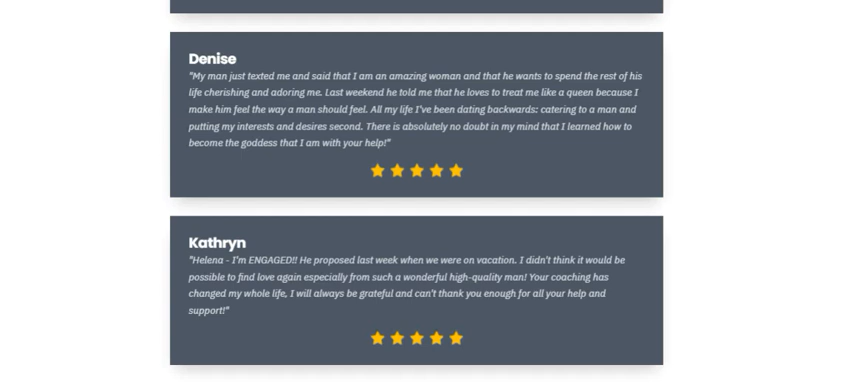 Denise
"My man just texted me and said that I am an amazing woman and that he wants to spend the rest of his
life cherishing and adoring me. Last weekend he told me that he loves to treat me like a queen because I
make him feel the way a man should feel. All my life I've been dating backwards: catering to a man and
putting my interests and desires second. There is absolutely no doubt in my mind that I learned how to
become the goddess that I am with your help!"
Kathryn
"Helena - I'm ENGAGED!! He proposed last week when we were on vacation. I didn't think it would be
possible to find love again especially from such a wonderful high-quality man! Your coaching has
changed my whole life, I will always be grateful and can't thank you enough for all your help and
support!"